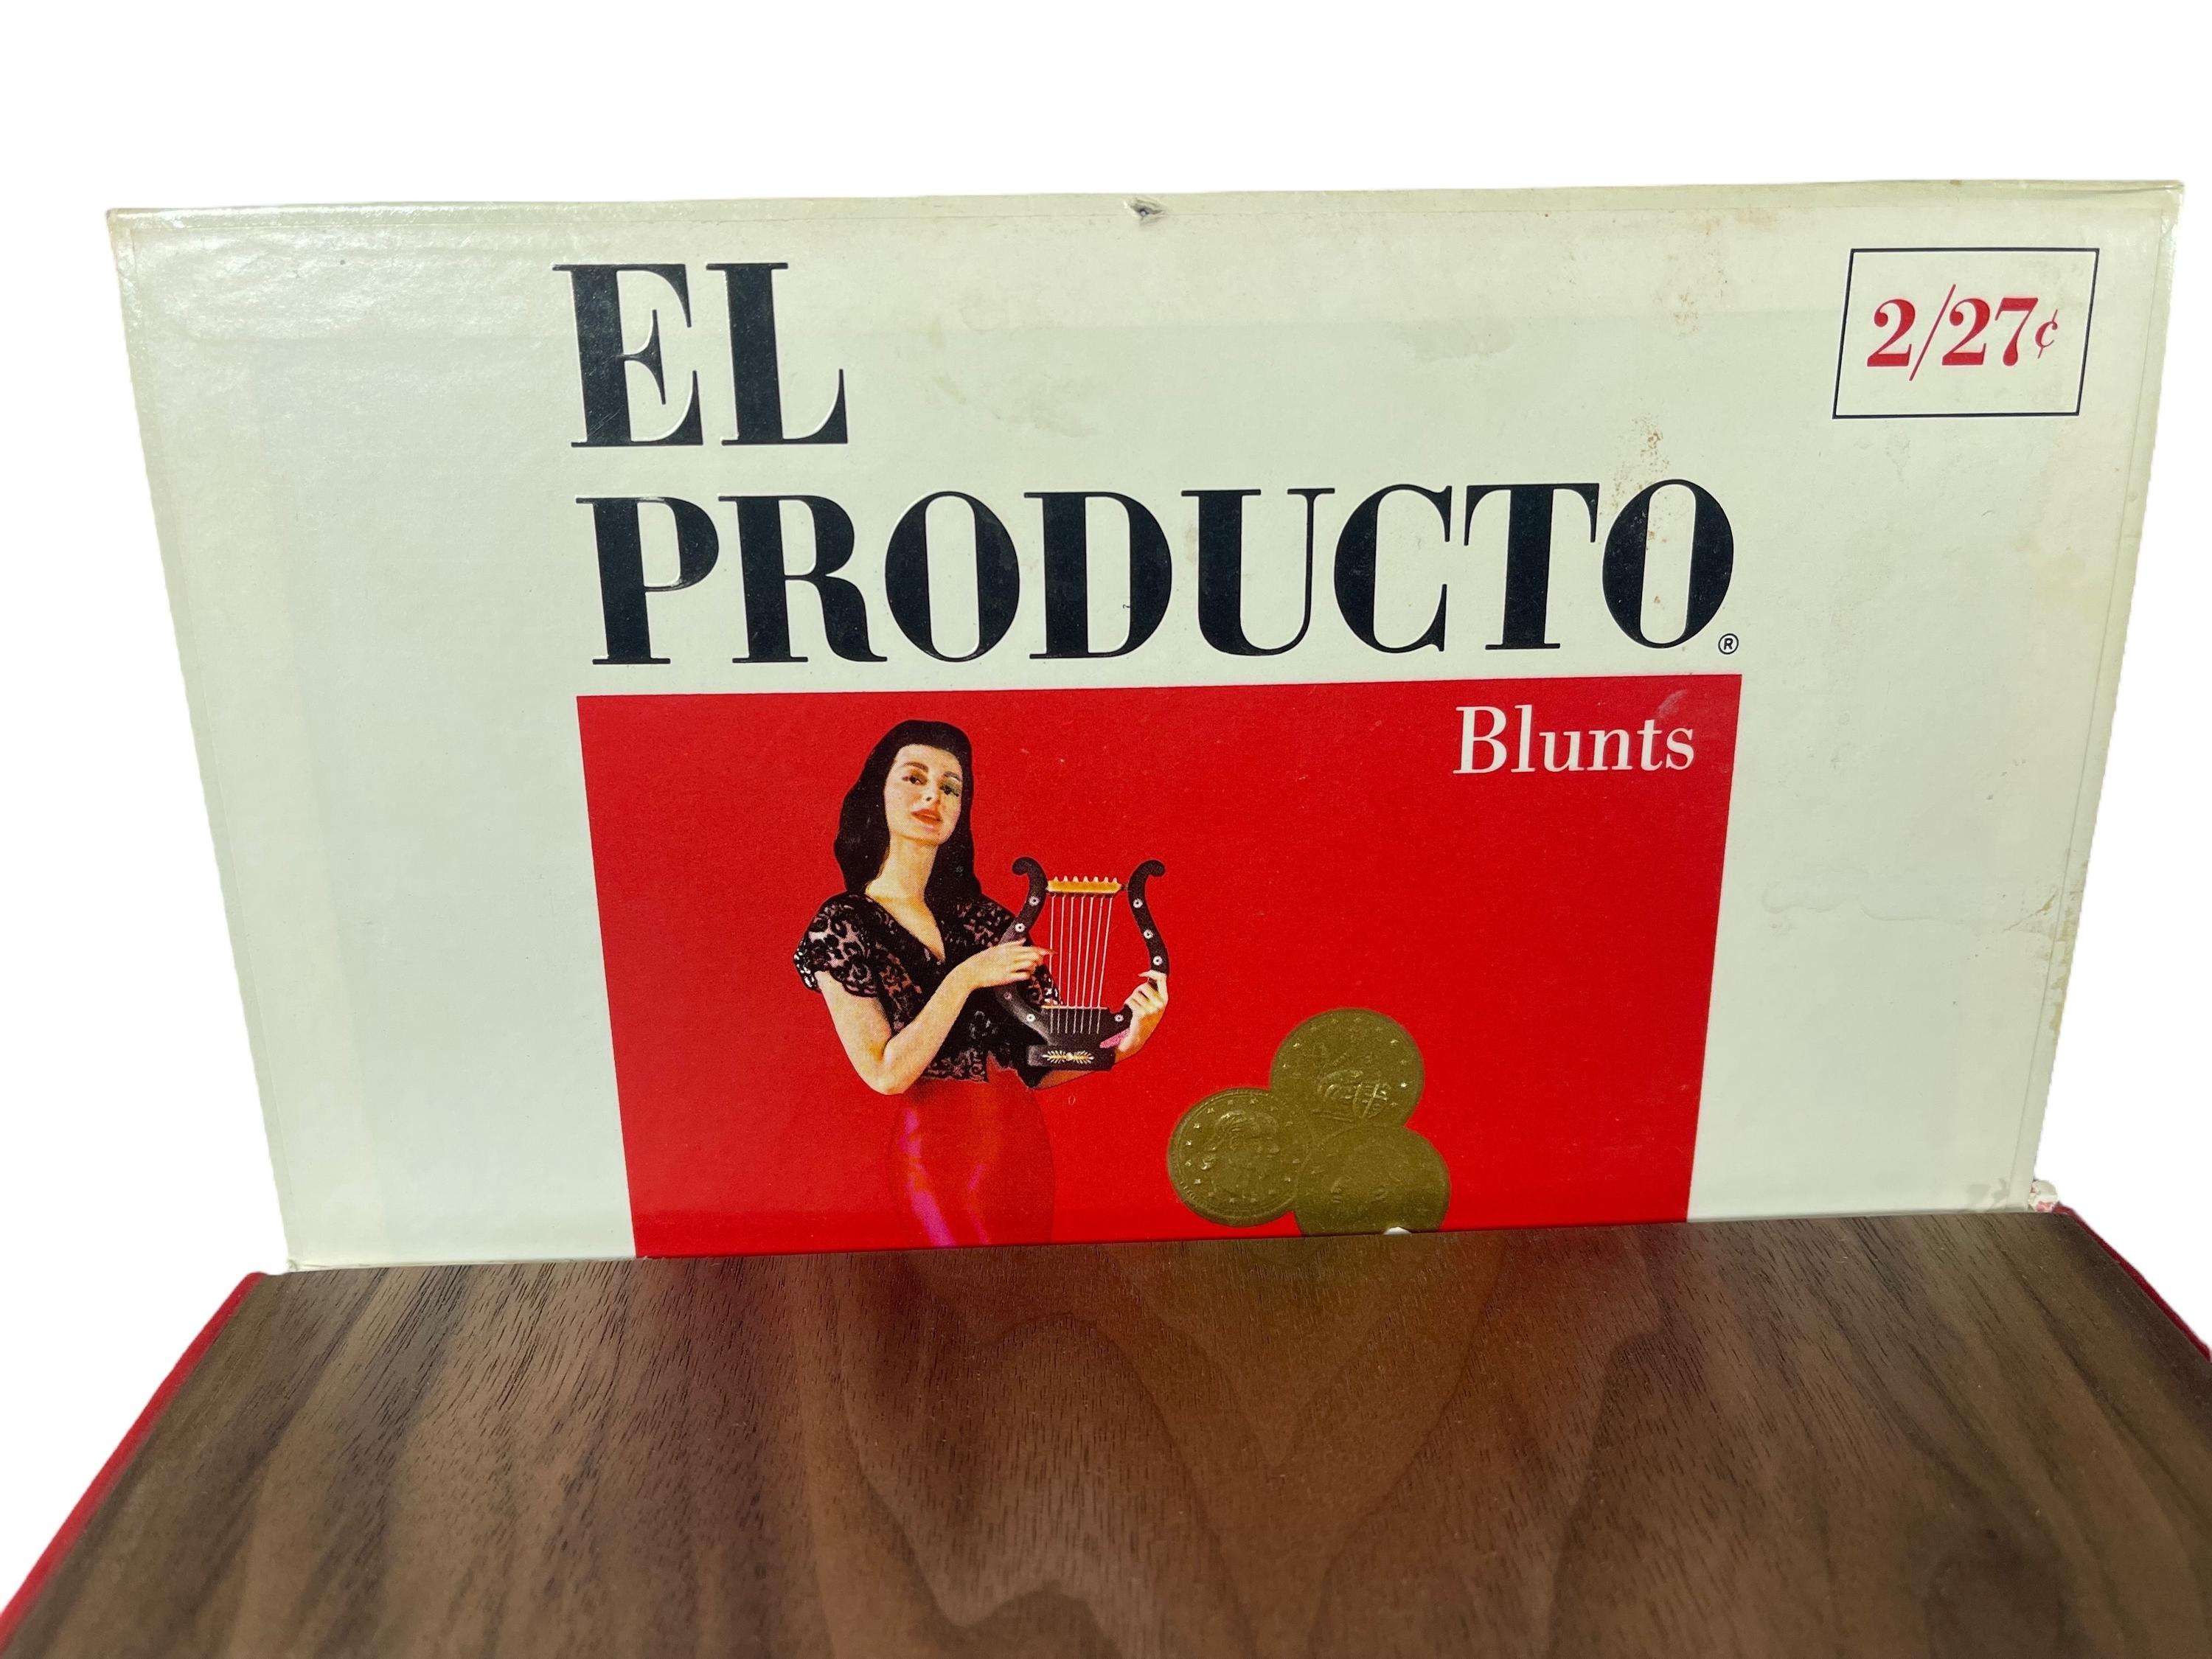 EL
PRODUCTO®
2/27¢
Blunts